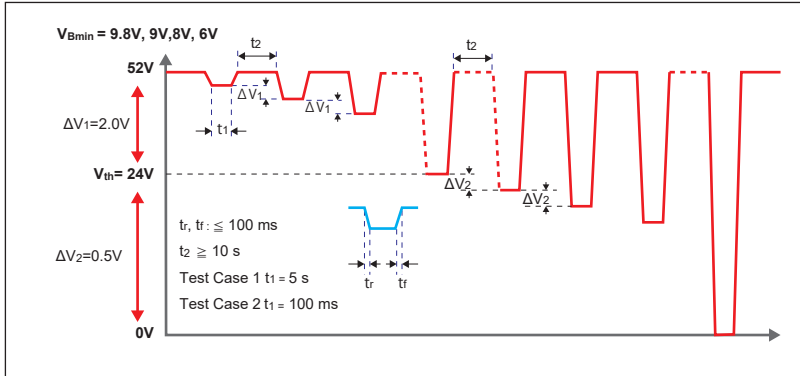 VBmin = 9.8V, 9V,8V, 6V
t2
t2
52V
ΔV1
ΔV1
ΔV1=2.0V
t1
Vth= 24V
ΔV2
ΔV2
tr, tf : ≦ 100 ms
t2 ≧ 10 s
ΔV2=0.5V
Test Case 1 t1 = 5 s
tr
tf
Test Case 2 t1 = 100 ms
0V